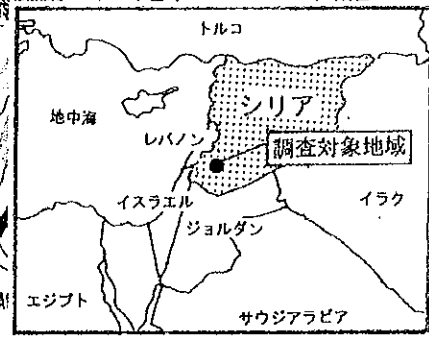 トルコ
シリア
地中海
レバノン
調査対象地域
イスラエル
イラク
ジョルダン
エジプト
サウジアラビア